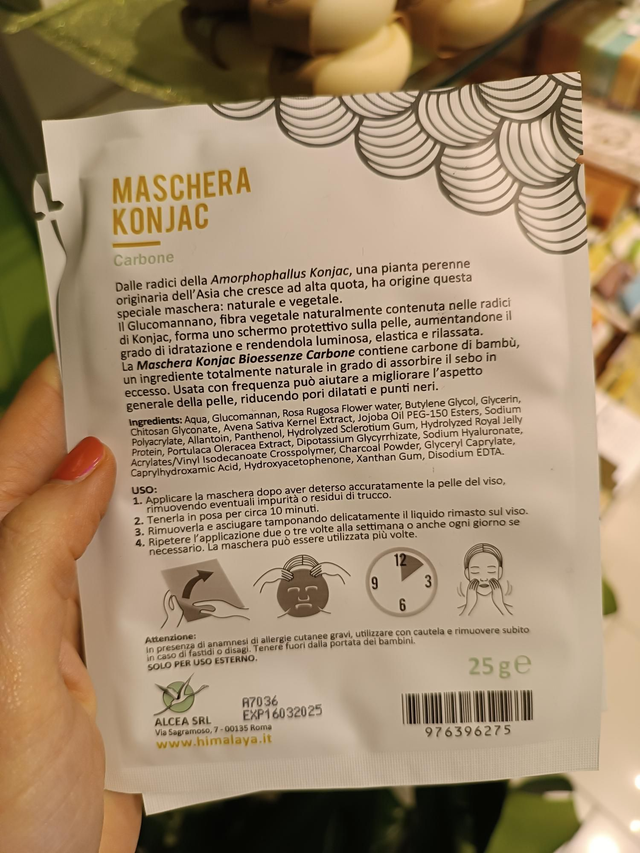 MASCHERA
KONJAC
Carbone
Dalle radici della Amorphophallus Konjac, una pianta perenne
originaria dell'Asia che cresce ad alta quota, ha origine questa
speciale maschera: naturale e vegetale.
Il Glucomannano, fibra vegetale naturalmente contenuta nelle radici
di Konjac, forma uno schermo protettivo sulla pelle, aumentandone il
grado di idratazione e rendendola luminosa, elastica e rilassata.
La Maschera Konjac Bioessenze Carbone contiene carbone di bambù,
un ingrediente totalmente naturale in grado di assorbire il sebo in
eccesso. Usata con frequenza può aiutare a migliorare l'aspetto
generale della pelle, riducendo pori dilatati e punti neri.
Ingredients: Aqua, Glucomannan, Rosa Rugosa Flower water, Butylene Glycol, Glycerin,
Chitosan Glyconate, Avena Sativa Kernel Extract, Jojoba Oil PEG-150 Esters, Sodium
Polyacrylate, Allantoin, Panthenol, Hydrolyzed Sclerotium Gum, Hydrolyzed Royal Jelly
Protein, Portulaca Oleracea Extract, Dipotassium Glycyrrhizate, Sodium Hyaluronate,
Acrylates/Vinyl Isodecanoate Crosspolymer, Charcoal Powder, Glyceryl Caprylate,
Caprylhydroxamic Acid, Hydroxyacetophenone, Xanthan Gum, Disodium EDTA.
USO:
1. Applicare la maschera dopo aver deterso accuratamente la pelle del viso,
rimuovendo eventuali impurità o residui di trucco.
2. Tenerla in posa per circa 10 minuti.
3. Rimuoverla e asciugare tamponando delicatamente il liquido rimasto sul viso.
4. Ripetere l'applicazione due o tre volte alla settimana o anche ogni giorno se
necessario. La maschera può essere utilizzata più volte.
12
9 3
6
Attenzione:
In presenza di anamnesi di allergie cutanee gravi, utilizzare con cautela e rimuovere subito
in caso di fastidi o disagi. Tenere fuori dalla portata dei bambini.
SOLO PER USO ESTERNO.
25 g e
ALCEA SRL
Via Sagramoso, 7 - 00135 Roma
www.himalaya.it
A7036
EXP16032025
976396275